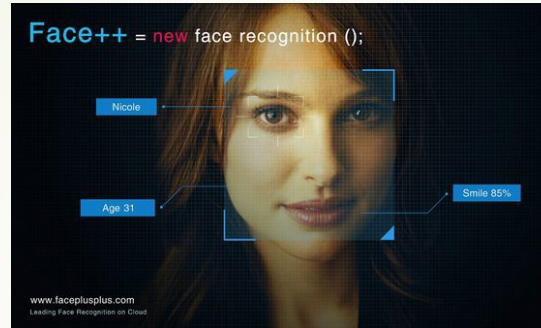 Face++ = new face recognition ();
Nicole
Age 31
Smile 85%
www.faceplusplus.com
Leading Face Recognition on Cloud